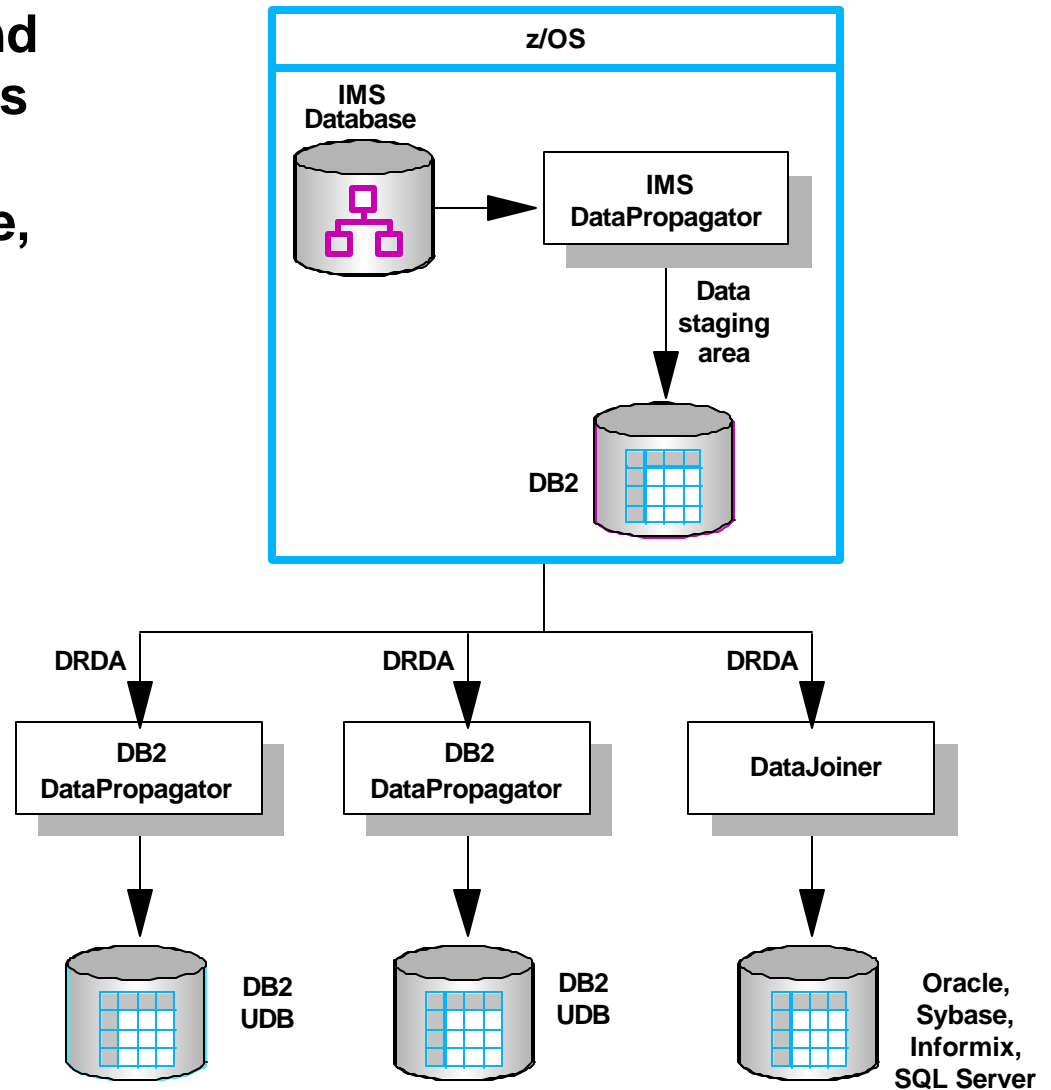 nd
s
e,
z/OS
IMS
Database
IMS
DataPropagator
Data
staging
area
DB2
DRDA
DRDA
DRDA
DB2
DataPropagator
DB2
DataPropagator
DataJoiner
DB2
UDB
DB2
UDB
Oracle,
Sybase,
Informix,
SQL Server